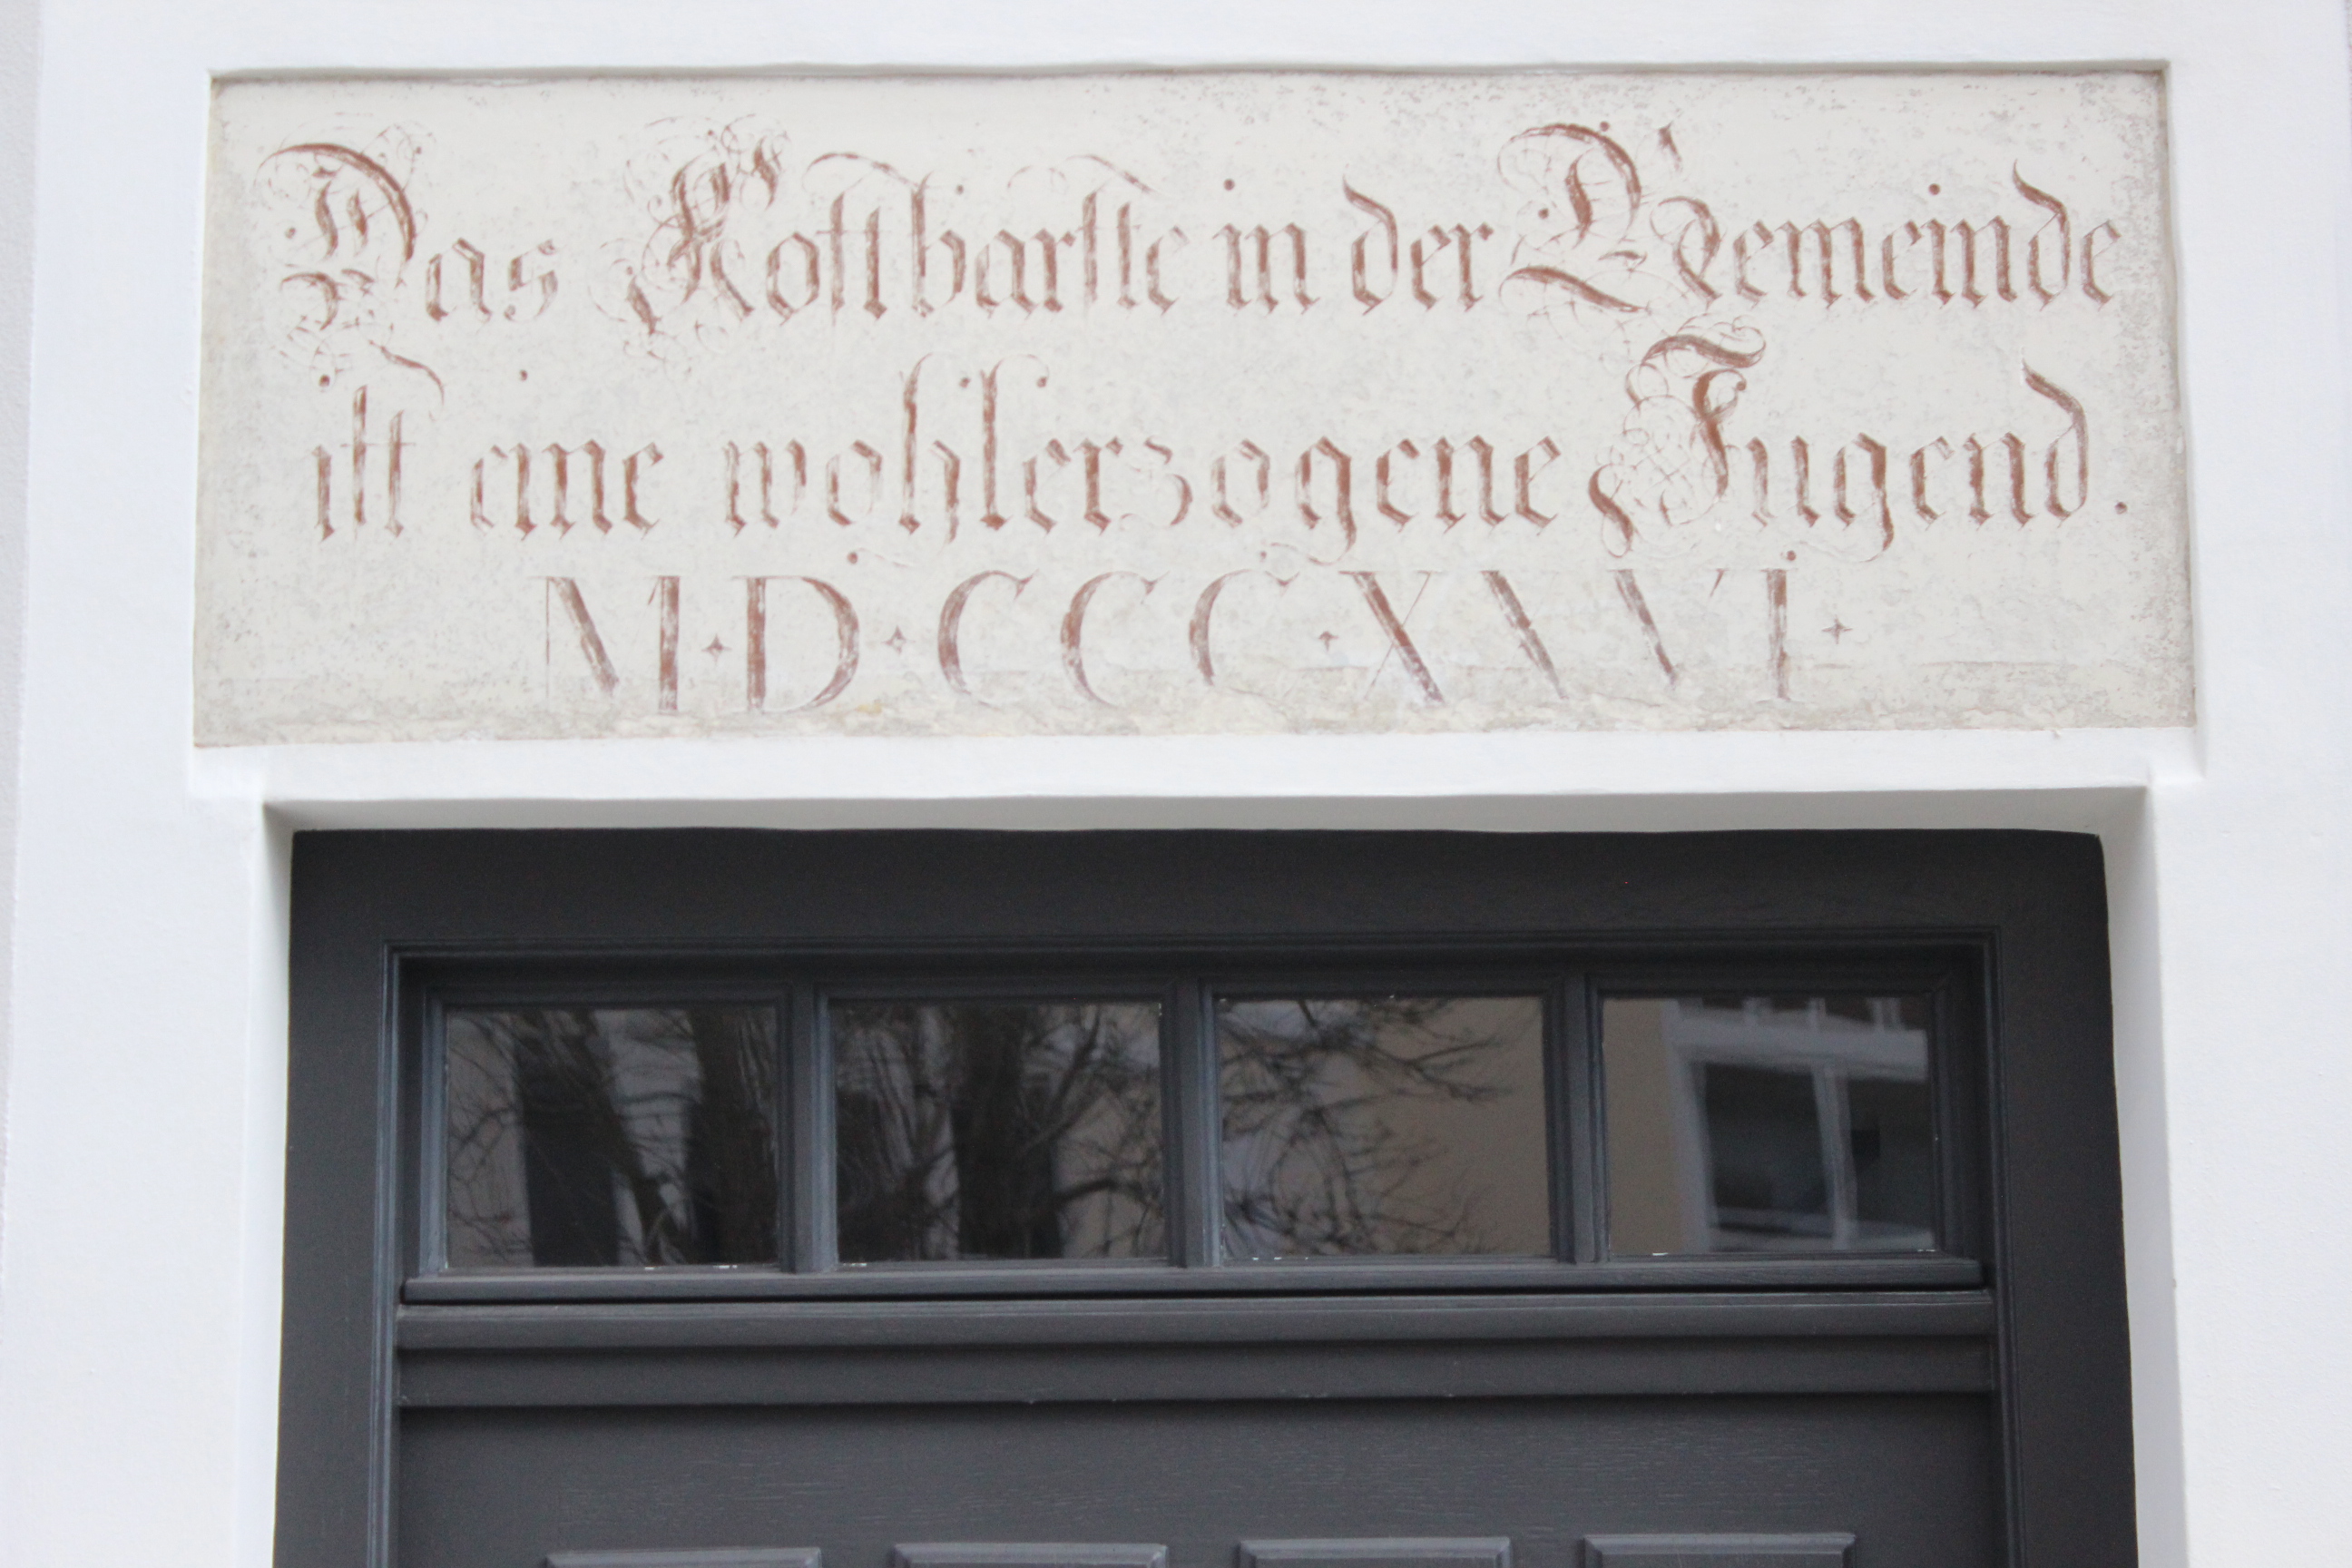 Das Koſtbarſte in der Gemeinde
iſt eine wohlerzogene Jugend.
M·D·CCC·XXVI·